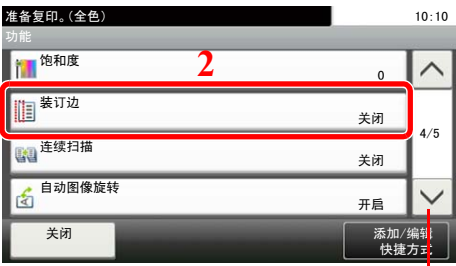 准备复印。(全色)
10:10
功能
饱和度
2
0
装订边
关闭
4/5
连续扫描
关闭
自动图像旋转
开启
关闭
添加/编辑
快捷方式